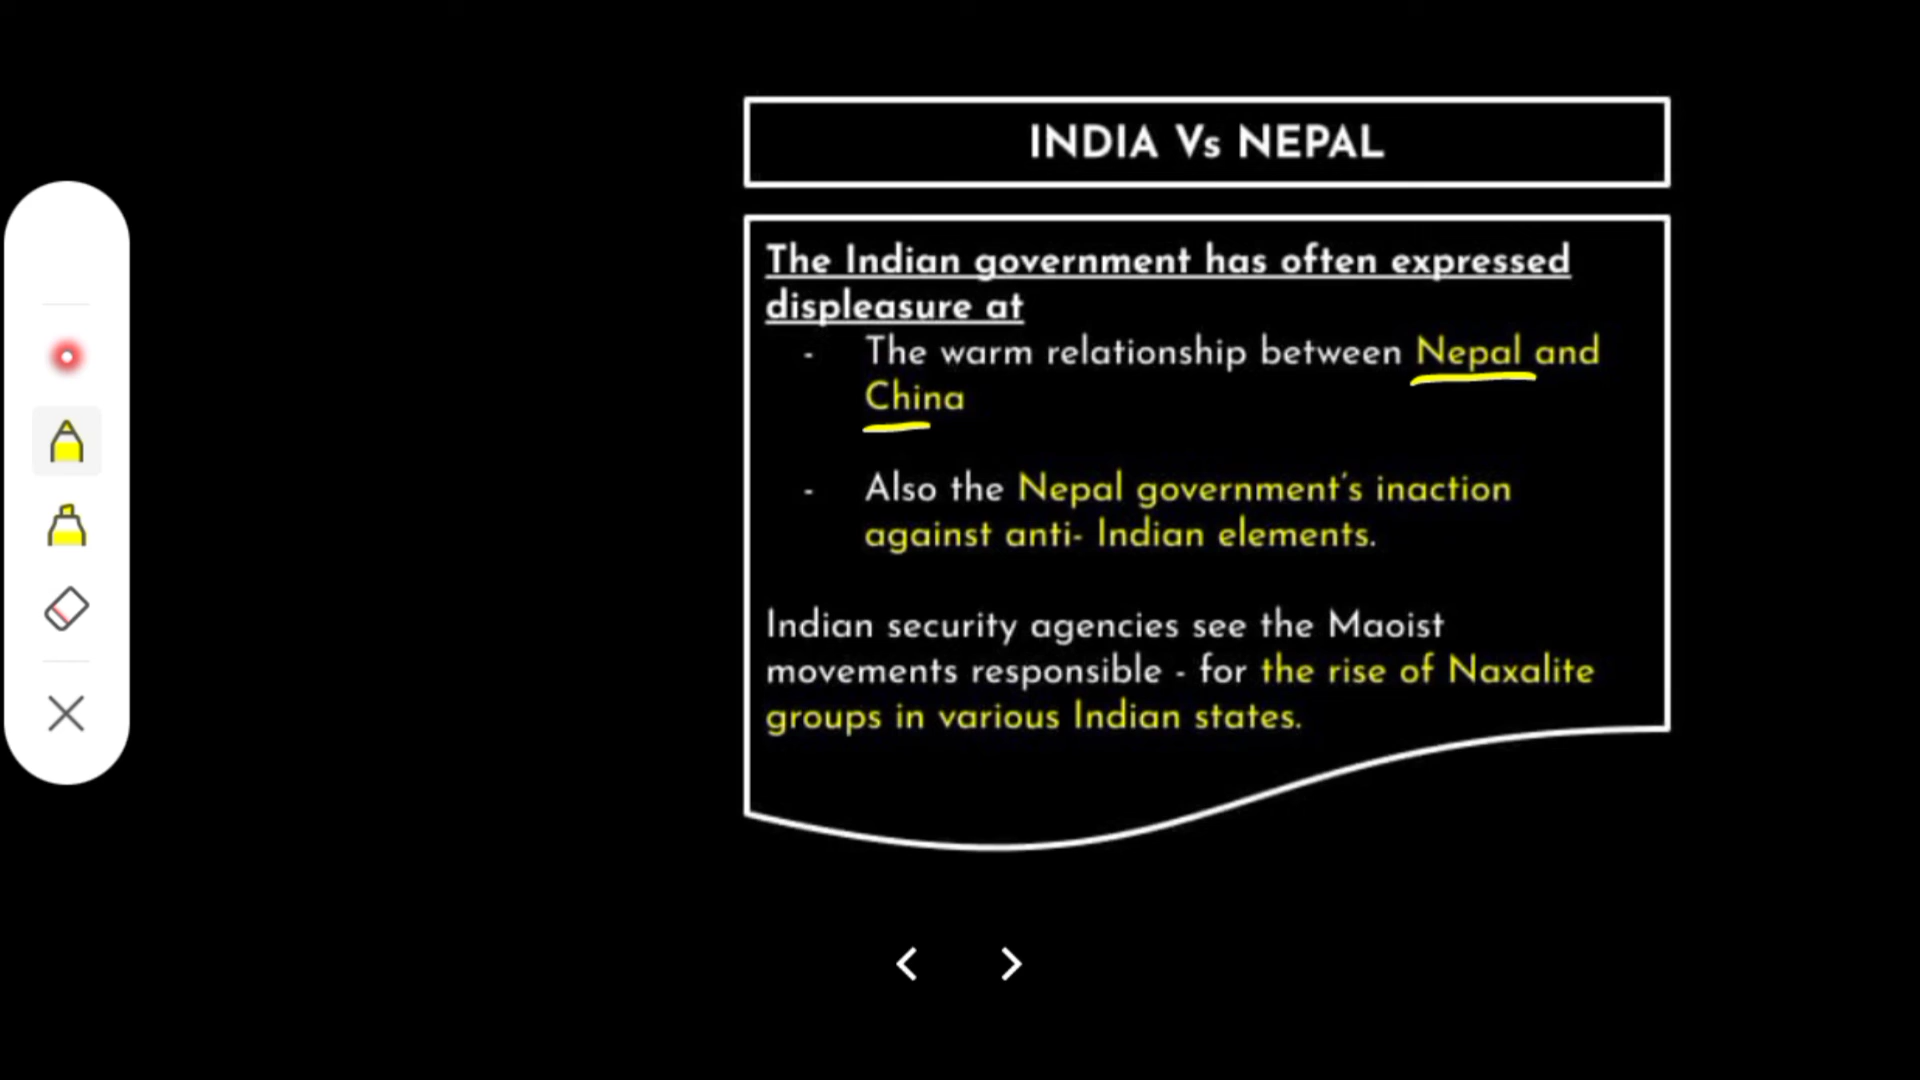 INDIA Vs NEPAL
The Indian government has often expressed
displeasure at
- The warm relationship between Nepal and
China
- Also the Nepal government's inaction
against anti- Indian elements.
Indian security agencies see the Maoist
movements responsible - for the rise of Naxalite
groups in various Indian states.